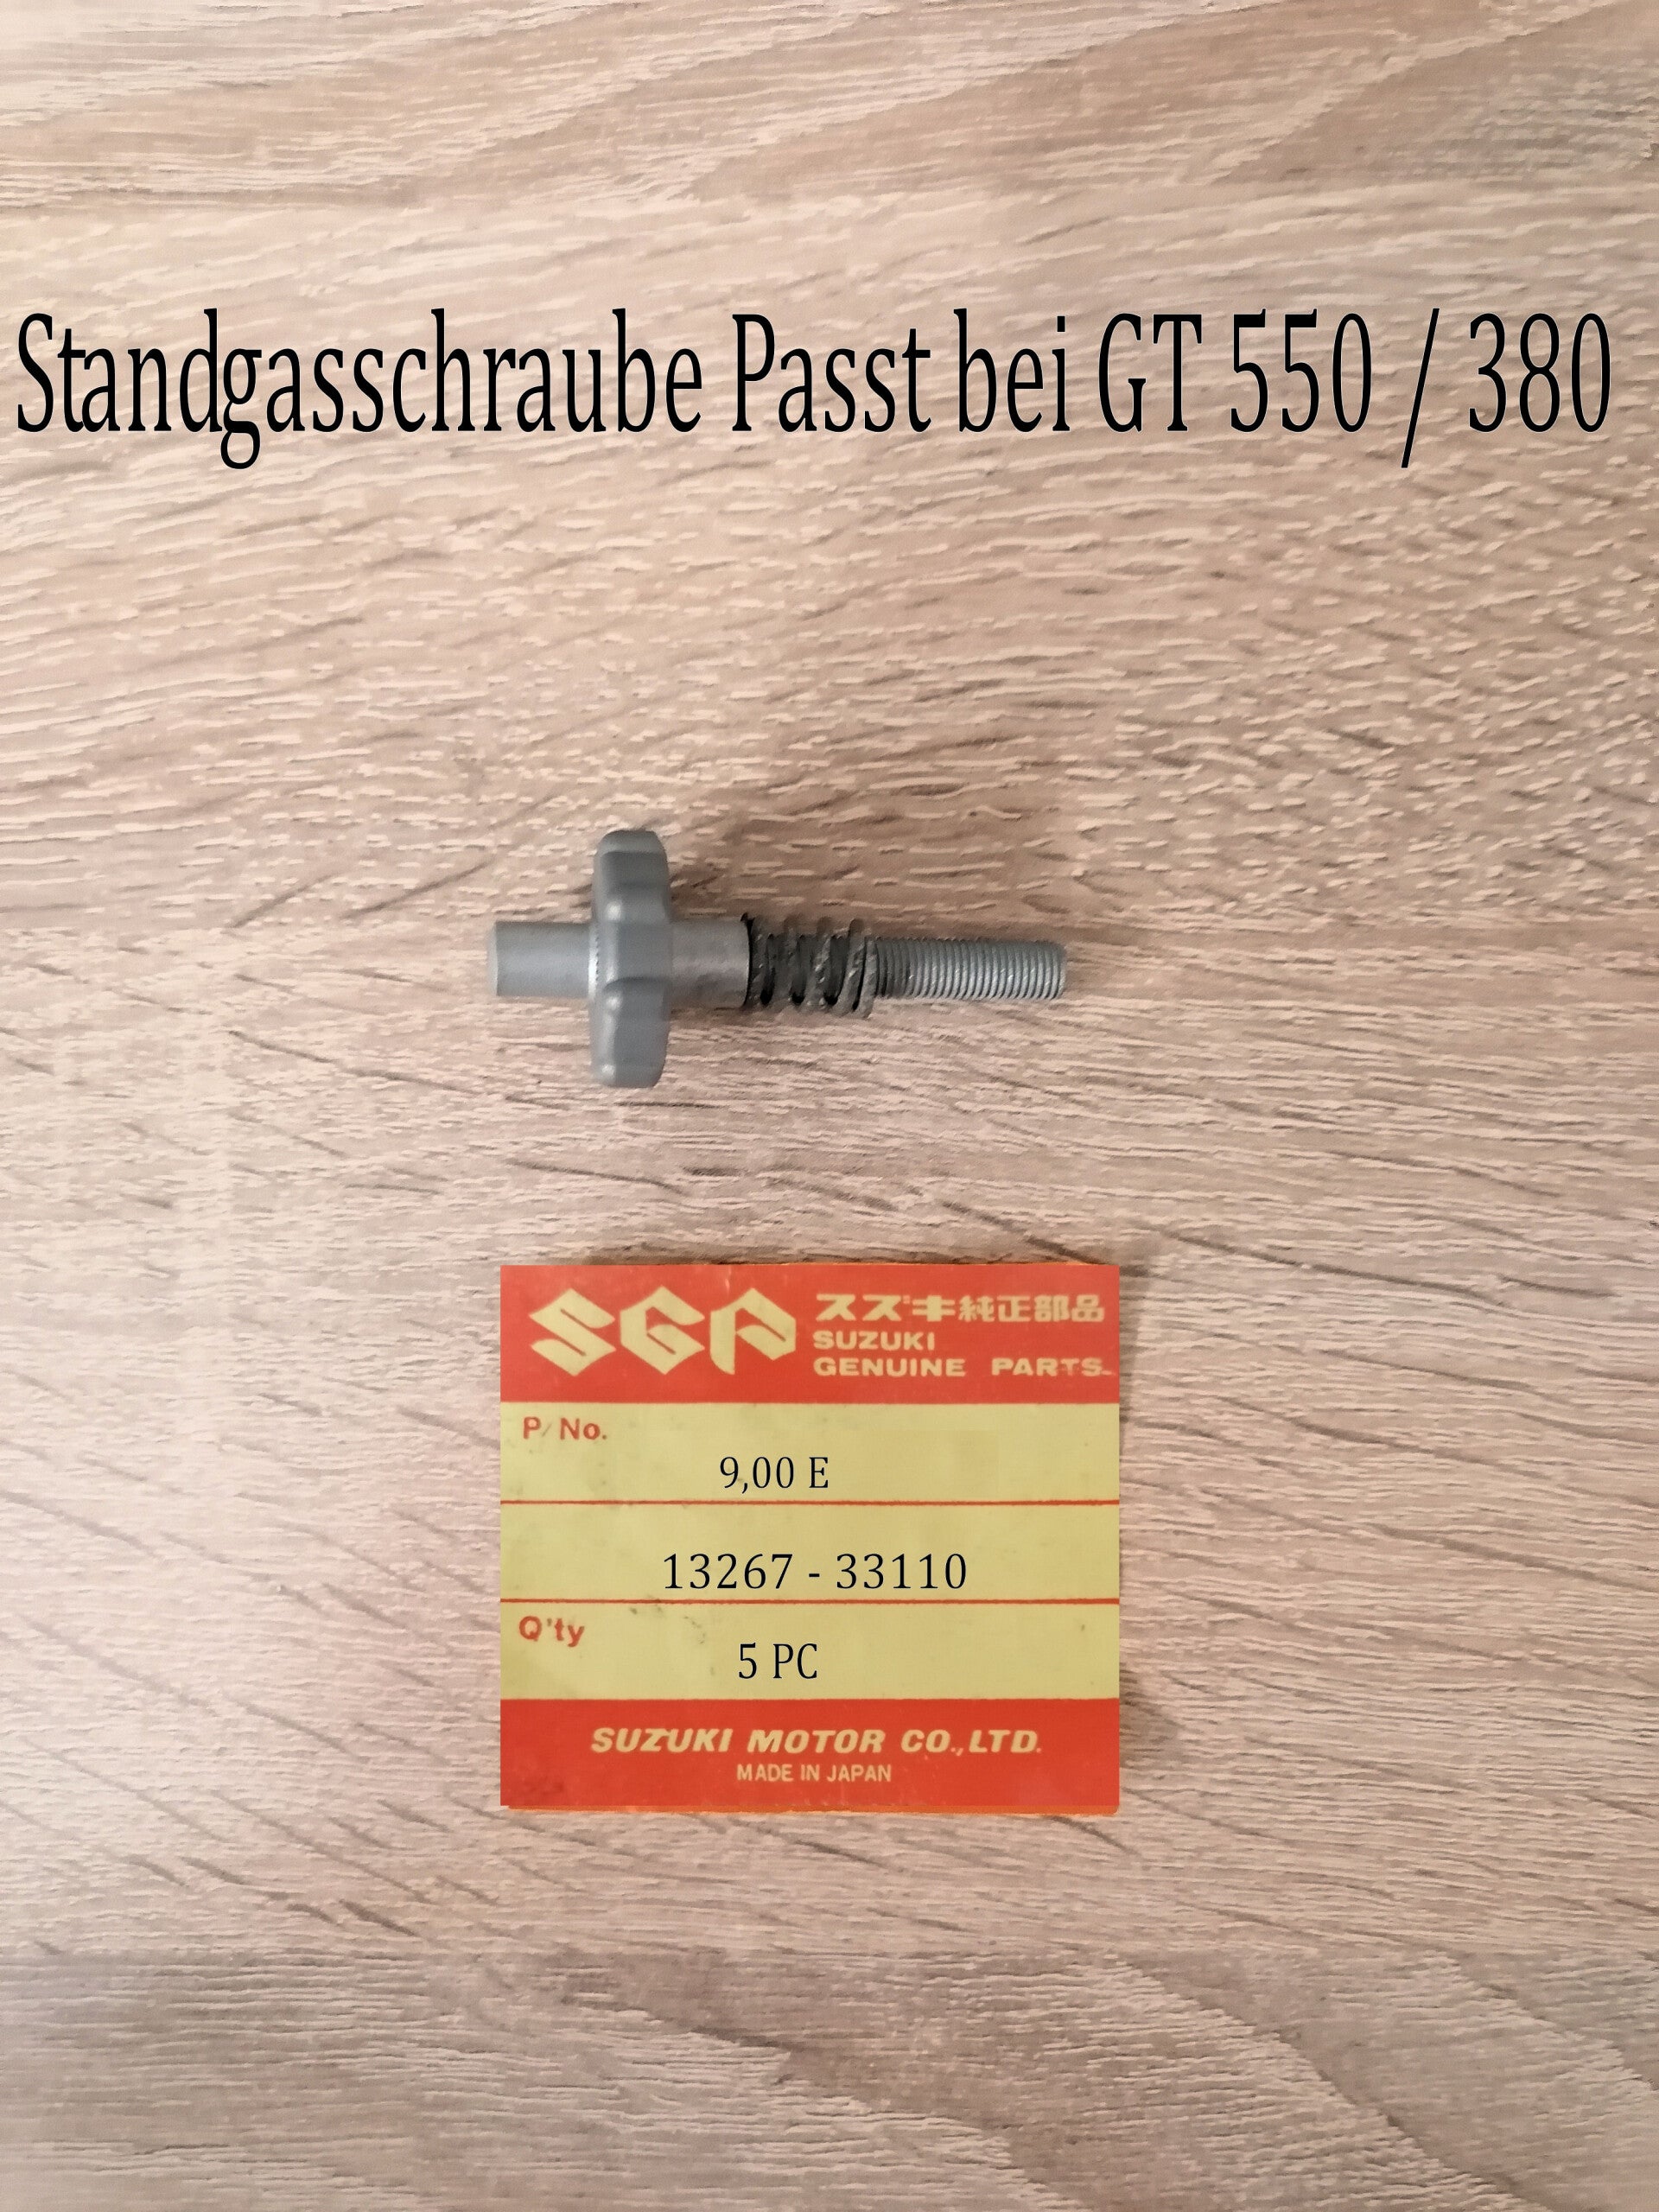 Standgasschraube Passt bei GT 550 / 380
SGP
スズキ純正部品
SUZUKI
GENUINE PARTS
P/No.
9,00 E
13267 - 33110
Q'ty
5 PC
SUZUKI MOTOR CO.,LTD.
MADE IN JAPAN